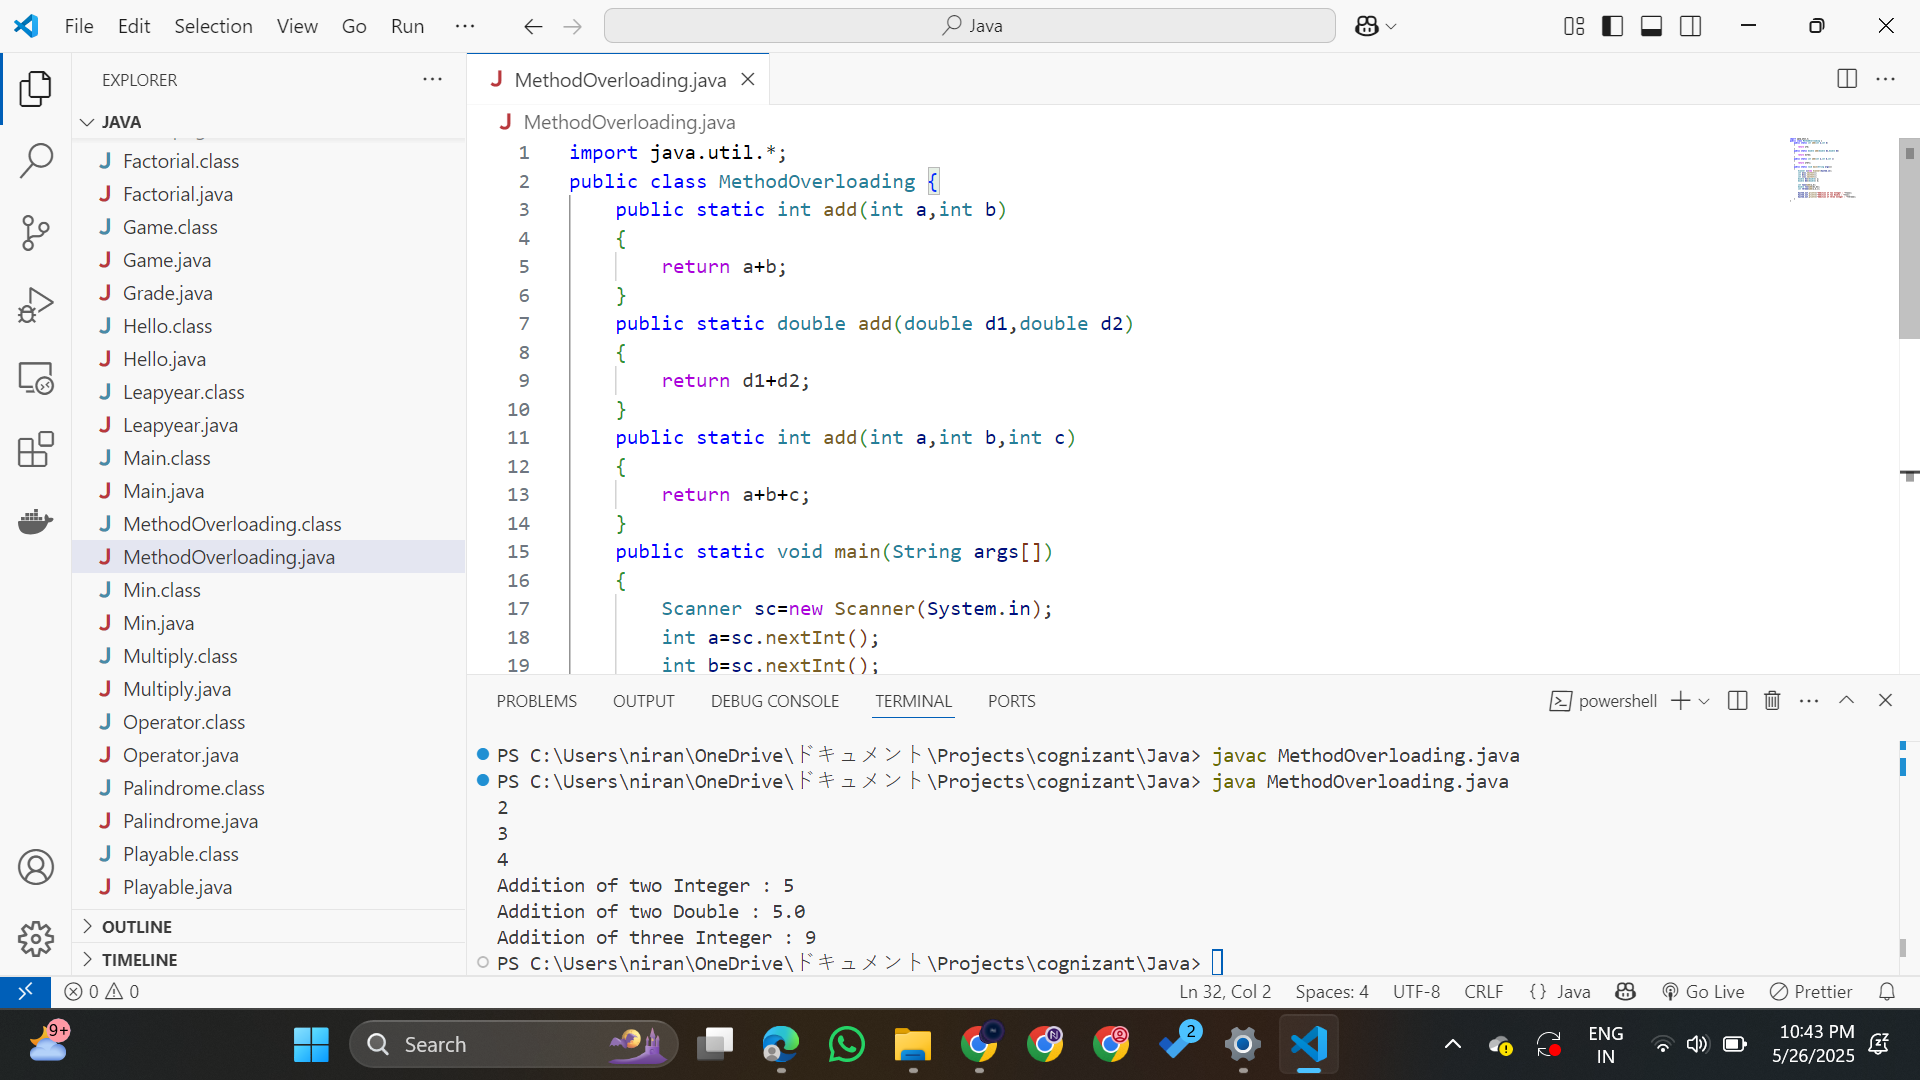 File Edit Selection View Go Run ··· Java
EXPLORER ···
JAVA
Factorial.class
Factorial.java
Game.class
Game.java
Grade.java
Hello.class
Hello.java
Leapyear.class
Leapyear.java
Main.class
Main.java
MethodOverloading.class
MethodOverloading.java
Min.class
Min.java
Multiply.class
Multiply.java
Operator.class
Operator.java
Palindrome.class
Palindrome.java
Playable.class
Playable.java
OUTLINE
TIMELINE
MethodOverloading.java
MethodOverloading.java
1 import java.util.*;
2 public class MethodOverloading {
3 public static int add(int a,int b)
4 {
5 return a+b;
6 }
7 public static double add(double d1,double d2)
8 {
9 return d1+d2;
10 }
11 public static int add(int a,int b,int c)
12 {
13 return a+b+c;
14 }
15 public static void main(String args[])
16 {
17 Scanner sc=new Scanner(System.in);
18 int a=sc.nextInt();
19 int b=sc.nextInt();
PROBLEMS OUTPUT DEBUG CONSOLE TERMINAL PORTS powershell
PS C:\Users\niran\OneDrive\ドキュメント\Projects\cognizant\Java> javac MethodOverloading.java
PS C:\Users\niran\OneDrive\ドキュメント\Projects\cognizant\Java> java MethodOverloading.java
2
3
4
Addition of two Integer : 5
Addition of two Double : 5.0
Addition of three Integer : 9
PS C:\Users\niran\OneDrive\ドキュメント\Projects\cognizant\Java>
0 0 Ln 32, Col 2 Spaces: 4 UTF-8 CRLF {} Java Go Live Prettier
9+ Search 2 ENG IN 10:43 PM
5/26/2025